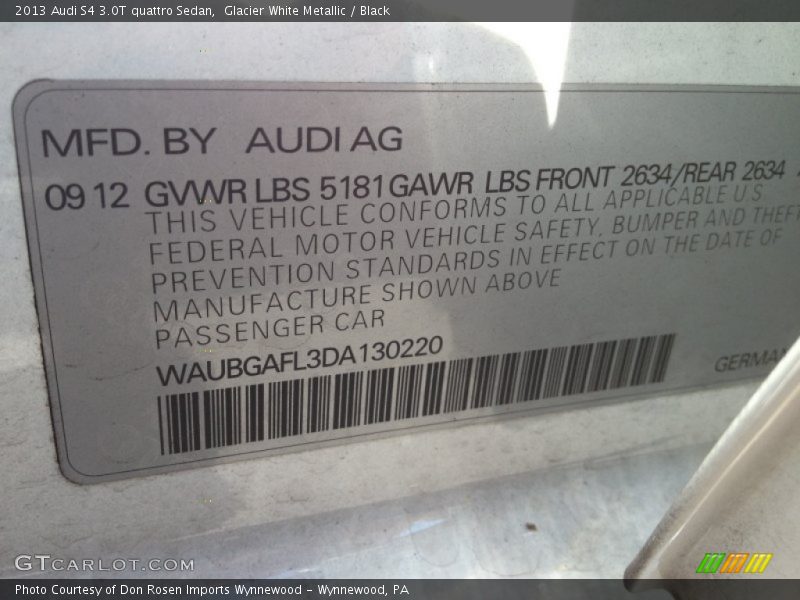 2013 Audi S4 3.0T quattro Sedan,  Glacier White Metallic / Black
MFD. BY AUDI AG
09 12 GVWR LBS 5181 GAWR LBS FRONT 2634/REAR 2634
THIS VEHICLE CONFORMS TO ALL APPLICABLE U.S
FEDERAL MOTOR VEHICLE SAFETY, BUMPER AND THEFT
PREVENTION STANDARDS IN EFFECT ON THE DATE OF
MANUFACTURE SHOWN ABOVE
PASSENGER CAR
WAUBGAFL3DA130220
GERMAN
GTCARLOT.COM
Photo Courtesy of Don Rosen Imports Wynnewood – Wynnewood, PA